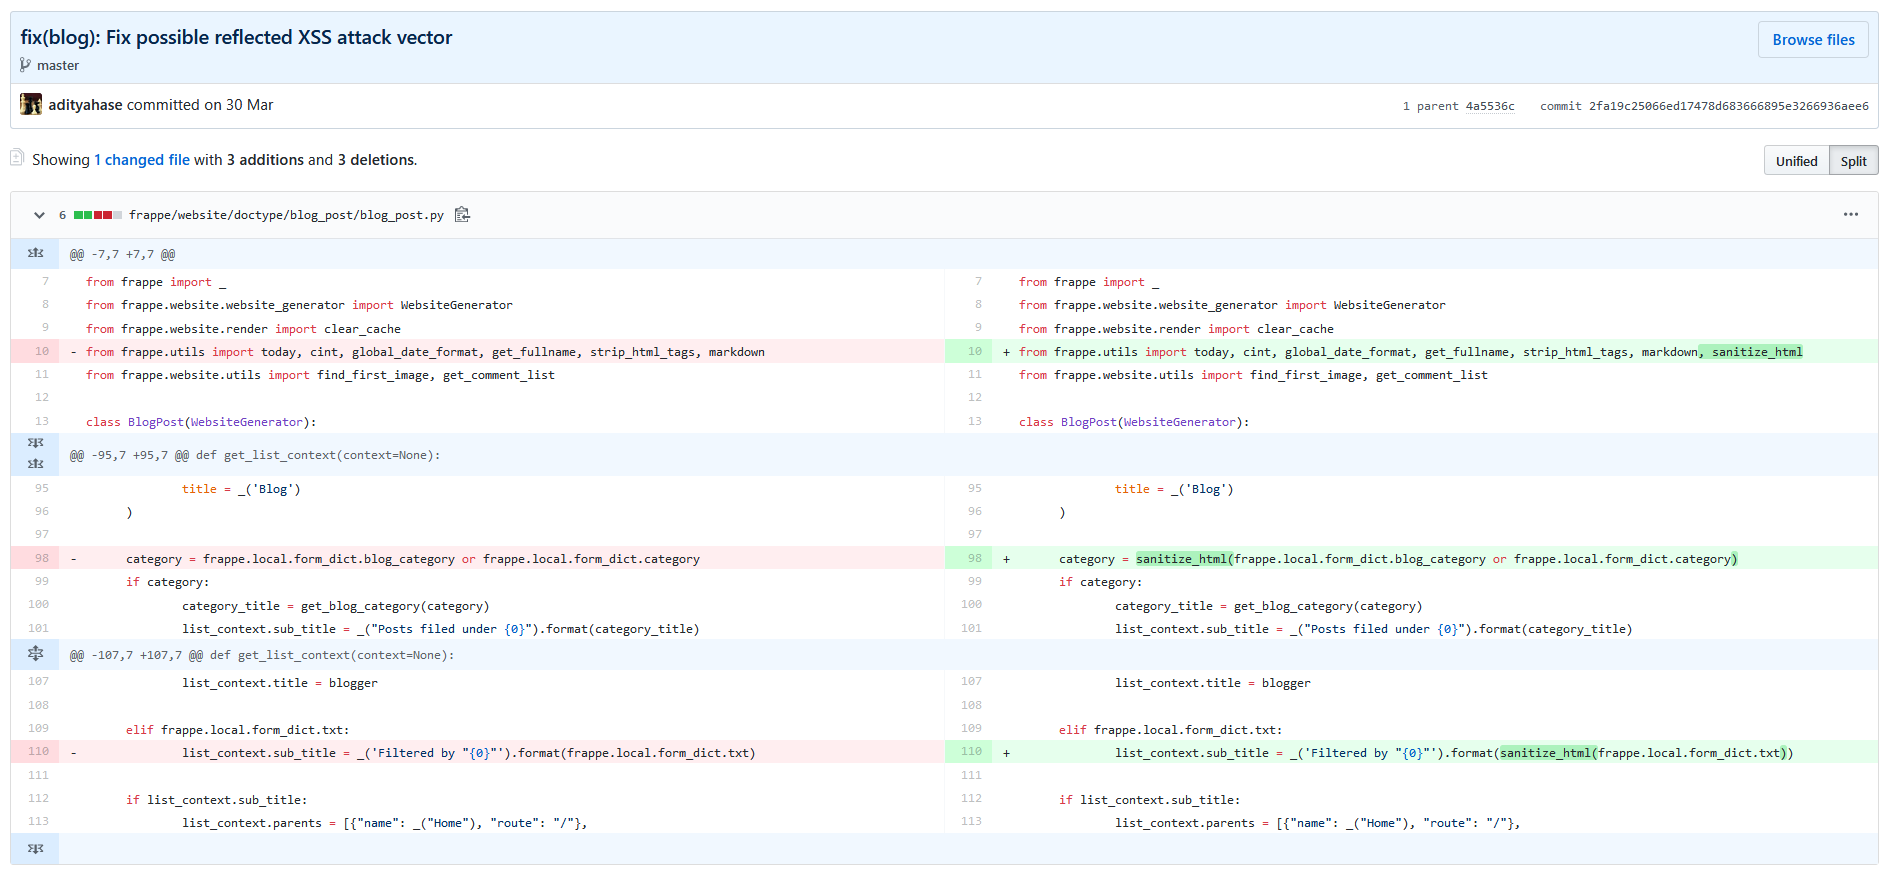 fix(blog): Fix possible reflected XSS attack vector
Browse files
master
adityahase committed on 30 Mar
1 parent 4a5536c commit 2fa19c25066ed17478d683666895e3266936aee6
Showing 1 changed file with 3 additions and 3 deletions.
Unified Split
6 frappe/website/doctype/blog_post/blog_post.py
@@ -7,7 +7,7 @@
7 from frappe import _ 7 from frappe import _
8 from frappe.website.website_generator import WebsiteGenerator 8 from frappe.website.website_generator import WebsiteGenerator
9 from frappe.website.render import clear_cache 9 from frappe.website.render import clear_cache
10 - from frappe.utils import today, cint, global_date_format, get_fullname, strip_html_tags, markdown 10 + from frappe.utils import today, cint, global_date_format, get_fullname, strip_html_tags, markdown, sanitize_html
11 from frappe.website.utils import find_first_image, get_comment_list 11 from frappe.website.utils import find_first_image, get_comment_list
12 12
13 class BlogPost(WebsiteGenerator): 13 class BlogPost(WebsiteGenerator):
@@ -95,7 +95,7 @@ def get_list_context(context=None):
95 title = _('Blog') 95 title = _('Blog')
96 ) 96 )
97 97
98 - category = frappe.local.form_dict.blog_category or frappe.local.form_dict.category 98 + category = sanitize_html(frappe.local.form_dict.blog_category or frappe.local.form_dict.category)
99 if category: 99 if category:
100 category_title = get_blog_category(category) 100 category_title = get_blog_category(category)
101 list_context.sub_title = _("Posts filed under {0}").format(category_title) 101 list_context.sub_title = _("Posts filed under {0}").format(category_title)
@@ -107,7 +107,7 @@ def get_list_context(context=None):
107 list_context.title = blogger 107 list_context.title = blogger
108 108
109 elif frappe.local.form_dict.txt: 109 elif frappe.local.form_dict.txt:
110 - list_context.sub_title = _('Filtered by "{0}"').format(frappe.local.form_dict.txt) 110 + list_context.sub_title = _('Filtered by "{0}"').format(sanitize_html(frappe.local.form_dict.txt))
111 111
112 if list_context.sub_title: 112 if list_context.sub_title:
113 list_context.parents = [{"name": _("Home"), "route": "/"}, 113 list_context.parents = [{"name": _("Home"), "route": "/"},